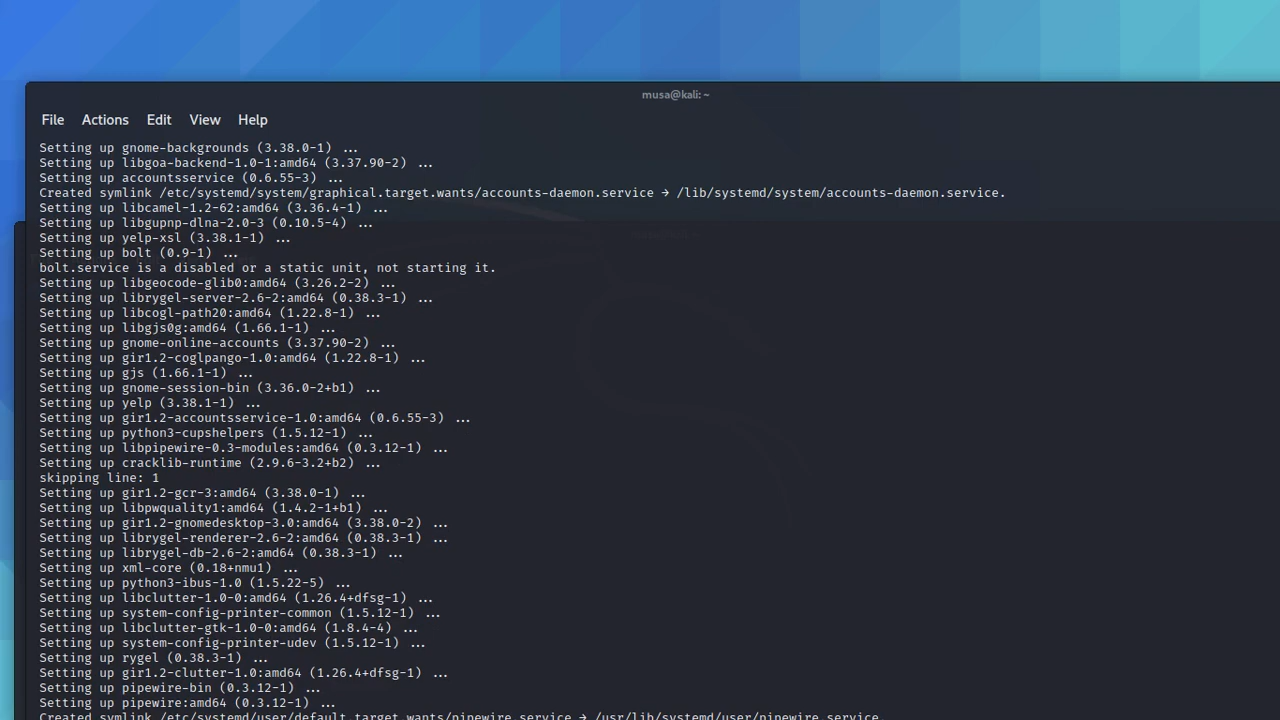 musa@kali: ~
File Actions Edit View Help
Setting up gnome-backgrounds (3.38.0-1) ...
Setting up libgoa-backend-1.0-1:amd64 (3.37.90-2) ...
Setting up accountsservice (0.6.55-3) ...
Created symlink /etc/systemd/system/graphical.target.wants/accounts-daemon.service → /lib/systemd/system/accounts-daemon.service.
Setting up libcamel-1.2-62:amd64 (3.36.4-1) ...
Setting up libgupnp-dlna-2.0-3 (0.10.5-4) ...
Setting up yelp-xsl (3.38.1-1) ...
Setting up bolt (0.9-1) ...
bolt.service is a disabled or a static unit, not starting it.
Setting up libgeocode-glib0:amd64 (3.26.2-2) ...
Setting up librygel-server-2.6-2:amd64 (0.38.3-1) ...
Setting up libcogl-path20:amd64 (1.22.8-1) ...
Setting up libgjs0g:amd64 (1.66.1-1) ...
Setting up gnome-online-accounts (3.37.90-2) ...
Setting up gir1.2-coglpango-1.0:amd64 (1.22.8-1) ...
Setting up gjs (1.66.1-1) ...
Setting up gnome-session-bin (3.36.0-2+b1) ...
Setting up yelp (3.38.1-1) ...
Setting up gir1.2-accountsservice-1.0:amd64 (0.6.55-3) ...
Setting up python3-cupshelpers (1.5.12-1) ...
Setting up libpipewire-0.3-modules:amd64 (0.3.12-1) ...
Setting up cracklib-runtime (2.9.6-3.2+b2) ...
skipping line: 1
Setting up gir1.2-gcr-3:amd64 (3.38.0-1) ...
Setting up libpwquality1:amd64 (1.4.2-1+b1) ...
Setting up gir1.2-gnomedesktop-3.0:amd64 (3.38.0-2) ...
Setting up librygel-renderer-2.6-2:amd64 (0.38.3-1) ...
Setting up librygel-db-2.6-2:amd64 (0.38.3-1) ...
Setting up xml-core (0.18+nmu1) ...
Setting up python3-ibus-1.0 (1.5.22-5) ...
Setting up libclutter-1.0-0:amd64 (1.26.4+dfsg-1) ...
Setting up system-config-printer-common (1.5.12-1) ...
Setting up libclutter-gtk-1.0-0:amd64 (1.8.4-4) ...
Setting up system-config-printer-udev (1.5.12-1) ...
Setting up rygel (0.38.3-1) ...
Setting up gir1.2-clutter-1.0:amd64 (1.26.4+dfsg-1) ...
Setting up pipewire-bin (0.3.12-1) ...
Setting up pipewire:amd64 (0.3.12-1) ...
Created symlink /etc/systemd/user/default.target.wants/pipewire.service → /usr/lib/systemd/user/pipewire.service.